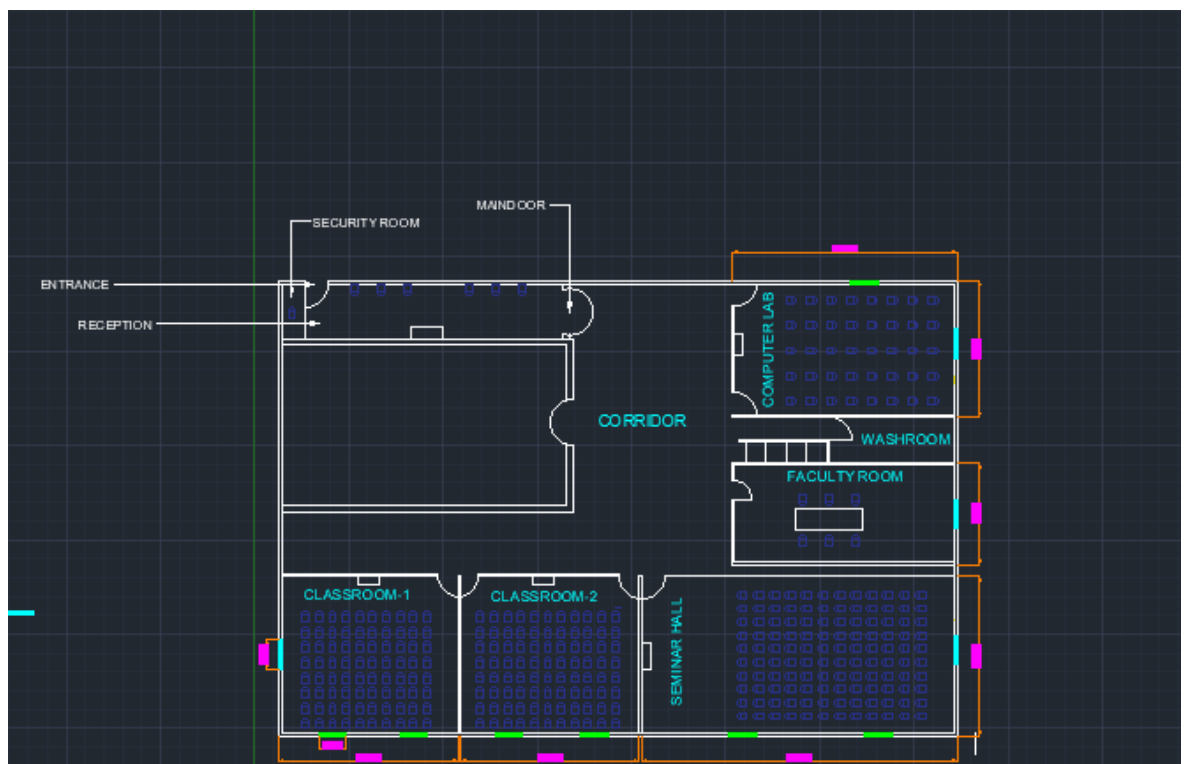 MAINDOOR
SECURITY ROOM
ENTRANCE
RECEPTION
COMPUTER LAB
CORRIDOR
WASHROOM
FACULTY ROOM
CLASSROOM-1
CLASSROOM-2
SEMINAR HALL